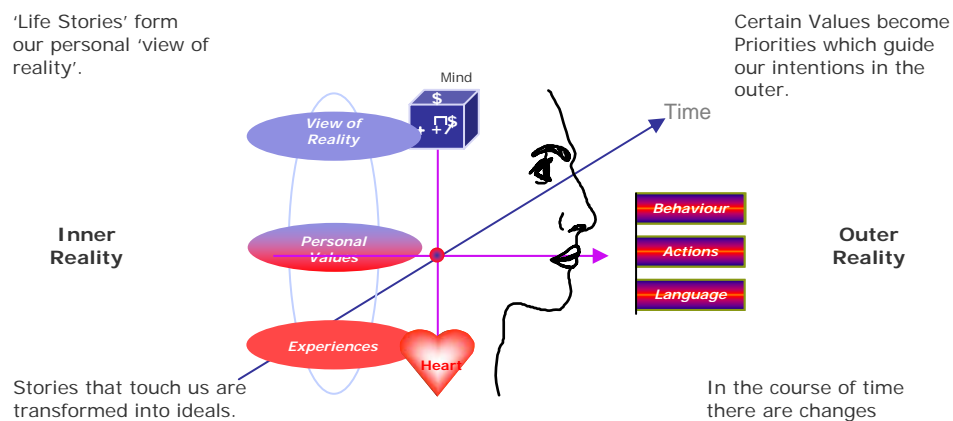 ‘Life Stories’ form
our personal ‘view of
reality’.
Certain Values become
Priorities which guide
our intentions in the
outer.
Mind
$
$
+ +
Time
View of
Reality
Behaviour
Inner
Reality
Personal
Values
Actions
Outer
Reality
Language
Experiences
Heart
Stories that touch us are
transformed into ideals.
In the course of time
there are changes